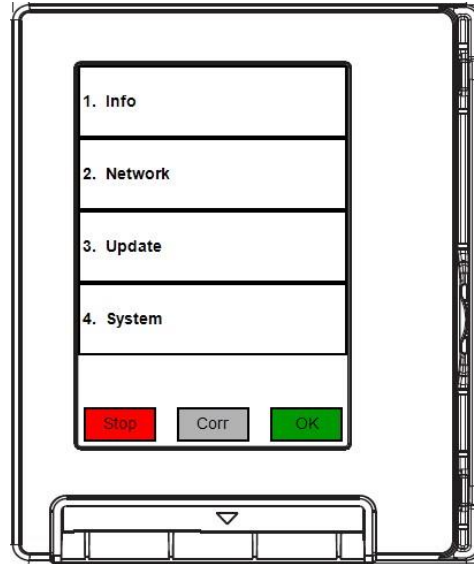 1. Info
2. Network
3. Update
4. System
Stop Corr OK